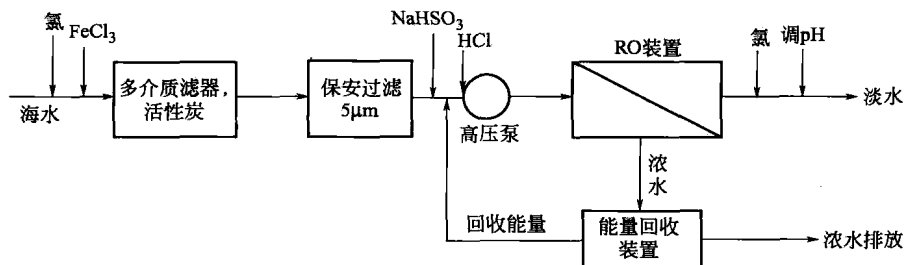 氯
FeCl₃
海水
多介质滤器,
活性炭
保安过滤
5μm
NaHSO₃
HCl
高压泵
RO装置
氯
调pH
淡水
浓
水
回收能量
能量回收
装置
浓水排放